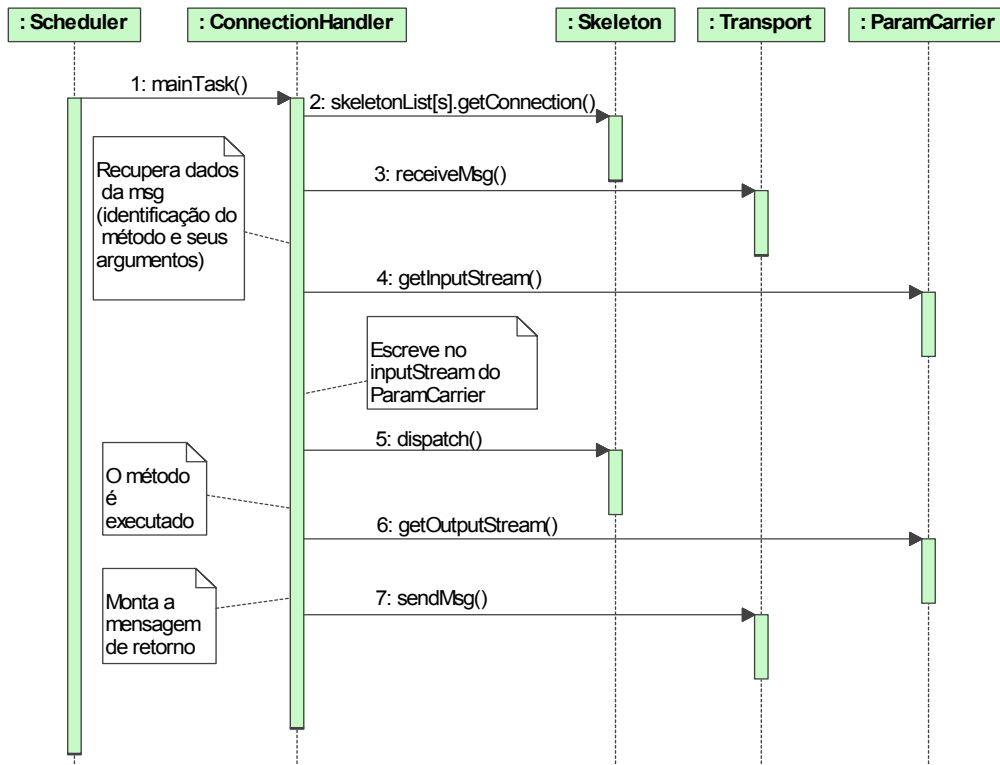 : Scheduler
: ConnectionHandler
: Skeleton
: Transport
: ParamCarrier
1: mainTask()
2: skeletonList[s].getConnection()
Recupera dados
da msg
(identificação do
método e seus
argumentos)
3: receiveMsg()
4: getInputStream()
Escreve no
inputStream do
ParamCarrier
5: dispatch()
O método
é
executado
6: getOutputStream()
Monta a
mensagem
de retorno
7: sendMsg()